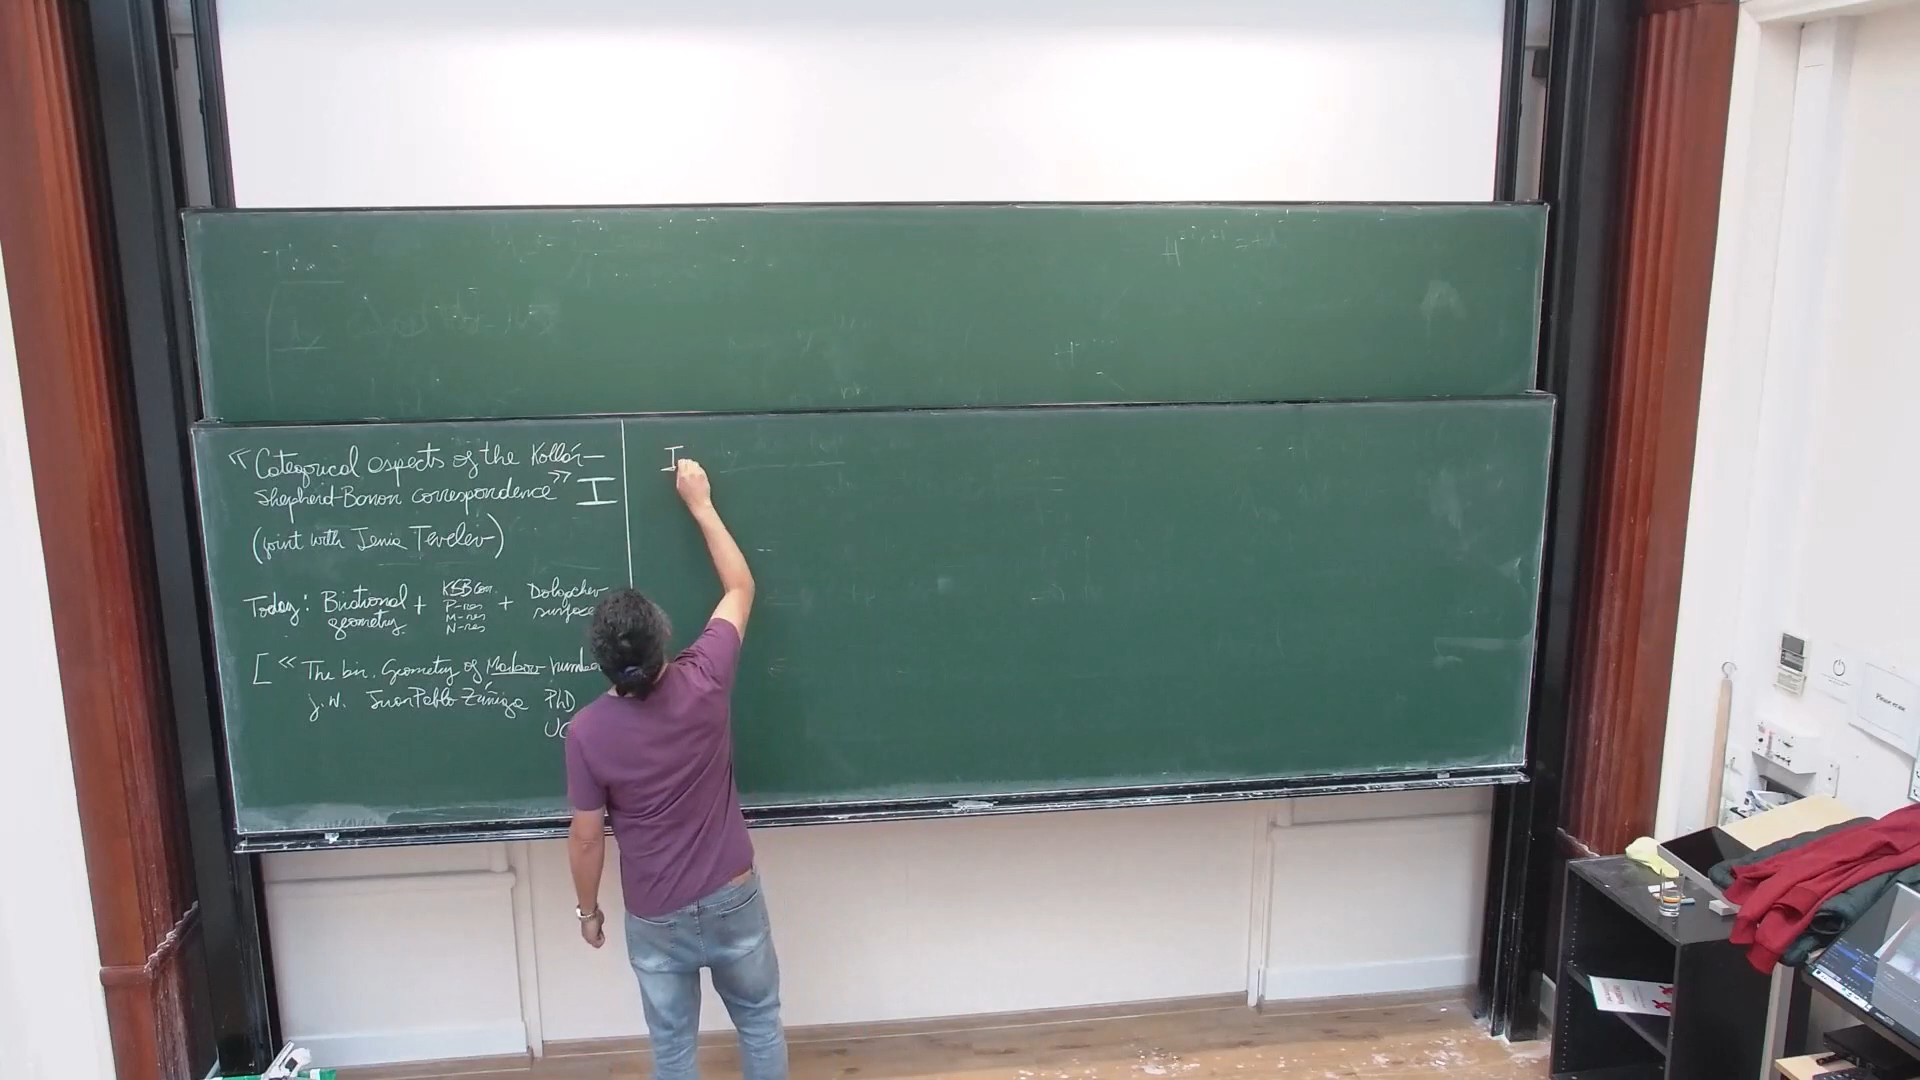 « Categorical aspects of the Kollár–
Shepherd-Barron correspondence » I
(joint with Jenia Tevelev)
Today: Birational geometry + KSB corr. P-res M-res N-res + Dolgachev surfaces
[ « The bir. Geometry of Markov numbers
j.w. Juan Pablo Zúñiga PhD
UC
I